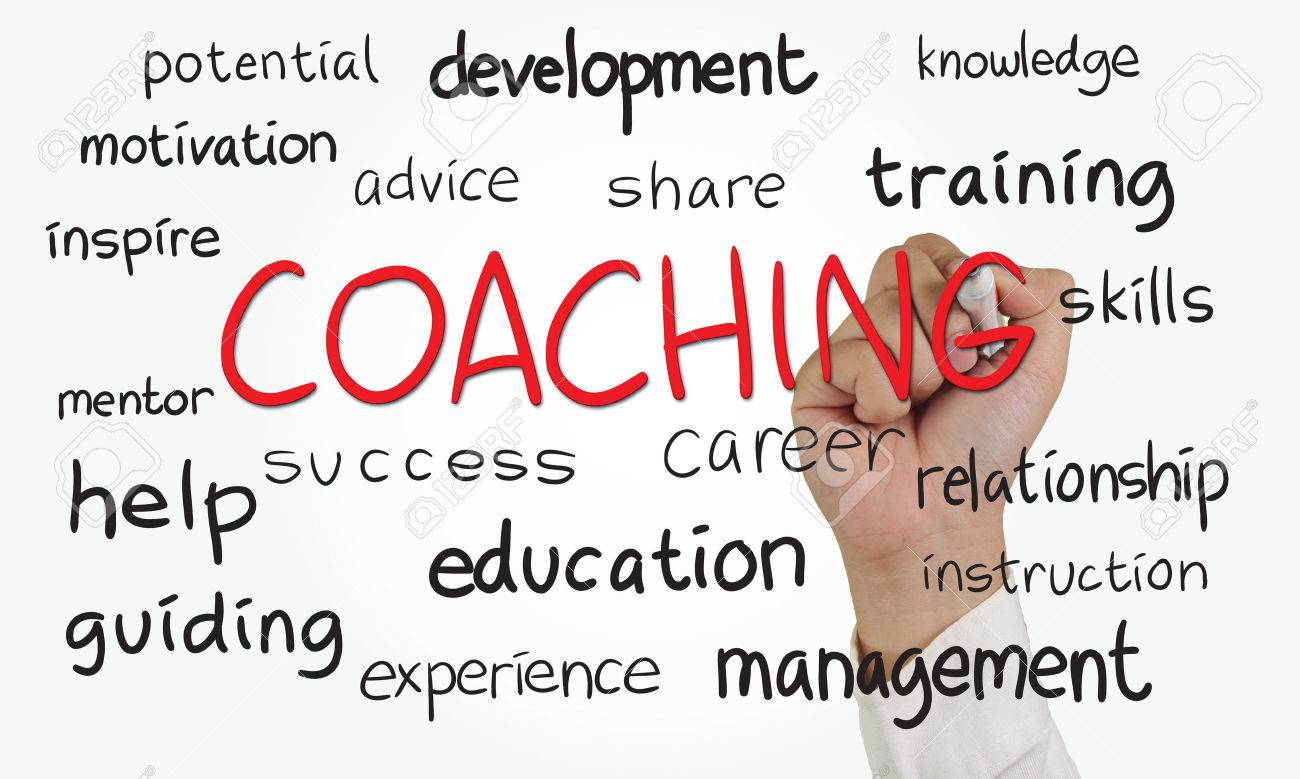 potential development knowledge
motivation advice share training
inspire COACHING skills
mentor success career relationship
help education instruction
guiding experience management
123RF